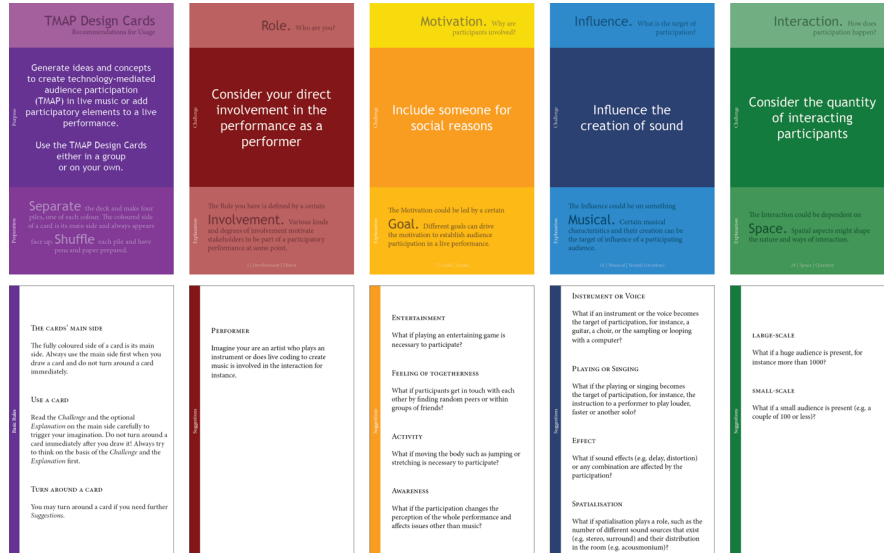 TMAP Design Cards
Recommendations for Usage
Purpose
Generate ideas and concepts
to create technology-mediated
audience participation
(TMAP) in live music or add
participatory elements to a live
performance.
Use the TMAP Design Cards
either in a group
or on your own.
Preparation
Separate the deck and make four
piles, one of each colour. The coloured side
of a card is its main side and always appears
face up. Shuffle each pile and have
pens and paper prepared.
Role. Who are you?
Challenge
Consider your direct
involvement in the
performance as a
performer
Explanation
The Role you have is defined by a certain
Involvement. Various kinds
and degrees of involvement motivate
stakeholders to be part of a participatory
performance at some point.
Motivation. Why are
participants involved?
Challenge
Include someone for
social reasons
Explanation
The Motivation could be led by a certain
Goal. Different goals can drive
the motivation to establish audience
participation in a live performance.
Influence. What is the target of
participation?
Challenge
Influence the
creation of sound
Explanation
The Influence could be on something
Musical. Certain musical
characteristics and their creation can be
the target of influence of a participating
audience.
Interaction. How does
participation happen?
Challenge
Consider the quantity
of interacting
participants
Explanation
The Interaction could be dependent on
Space. Spatial aspects might shape
the nature and ways of interaction.
Basic Rules
The cards' main side
The fully coloured side of a card is its main
side. Always use the main side first when you
draw a card and do not turn around a card
immediately.
Use a card
Read the Challenge and the optional
Explanation on the main side carefully to
trigger your imagination. Do not turn around a
card immediately after you draw it! Always try
to think on the basis of the Challenge and the
Explanation first.
Turn around a card
You may turn around a card if you need further
Suggestions.
Suggestions
Performer
Imagine your are an artist who plays an
instrument or does live coding to create
music is involved in the interaction for
instance.
Suggestions
Entertainment
What if playing an entertaining game is
necessary to participate?
Feeling of togetherness
What if participants get in touch with each
other by finding random peers or within
groups of friends?
Activity
What if moving the body such as jumping or
stretching is necessary to participate?
Awareness
What if the participation changes the
perception of the whole performance and
affects issues other than music?
Suggestions
Instrument or Voice
What if an instrument or the voice becomes
the target of participation, for instance, a
guitar, a choir, or the sampling or looping
with a computer?
Playing or Singing
What if the playing or singing becomes
the target of participation, for instance, the
instruction to a performer to play louder,
faster or another solo?
Effect
What if sound effects (e.g. delay, distortion)
or any combination are affected by the
participation?
Spatialisation
What if spatialisation plays a role, such as the
number of different sound sources that exist
(e.g. stereo, surround) and their distribution
in the room (e.g. acousmonium)?
Suggestions
large-scale
What if a huge audience is present, for
instance more than 1000?
small-scale
What if a small audience is present (e.g. a
couple of 100 or less)?